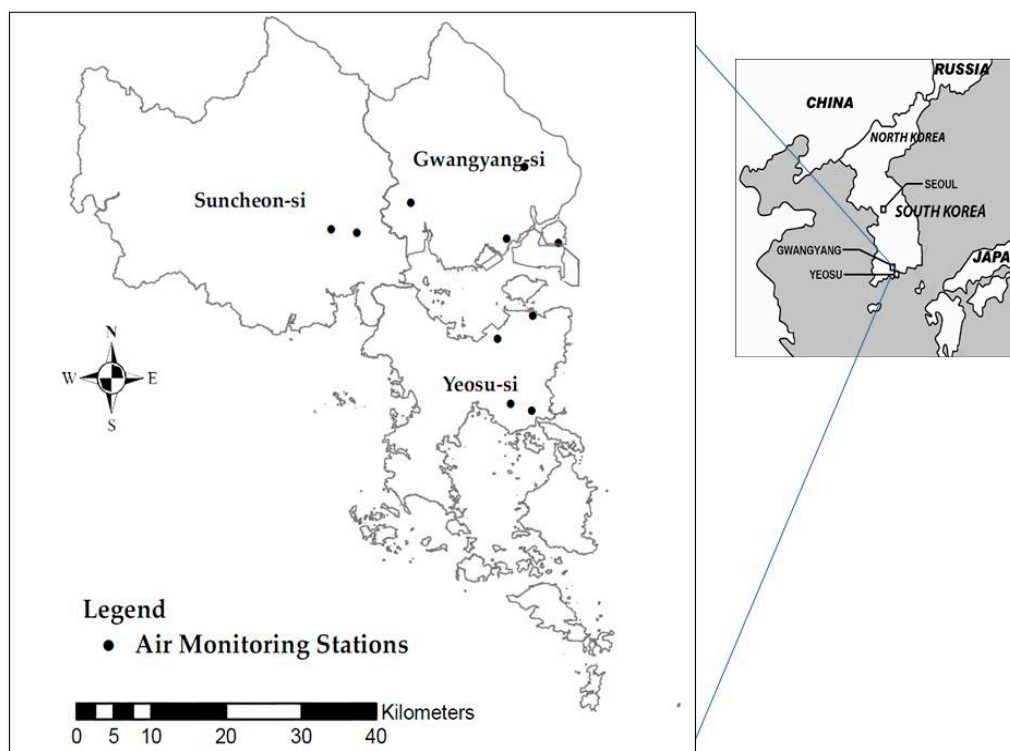 Gwangyang-si
Suncheon-si
Yeosu-si
N
W E
S
Legend
Air Monitoring Stations
Kilometers
0 5 10 20 30 40
RUSSIA
CHINA
NORTH KOREA
SEOUL
SOUTH KOREA
GWANGYANG
JAPA
YEOSU